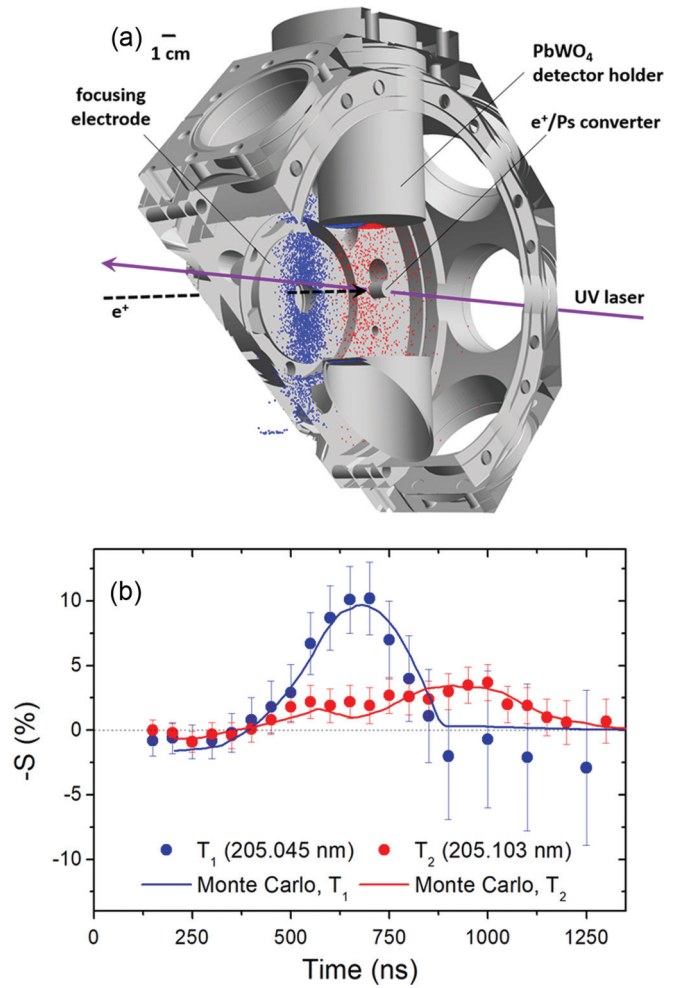 (a)
1 cm
PbWO₄
detector holder
focusing
electrode
e⁺/Ps converter
UV laser
e⁺
(b)
10
5
0
-5
-10
-S (%)
T₁ (205.045 nm)
T₂ (205.103 nm)
Monte Carlo, T₁
Monte Carlo, T₂
0
250
500
750
1000
1250
Time (ns)